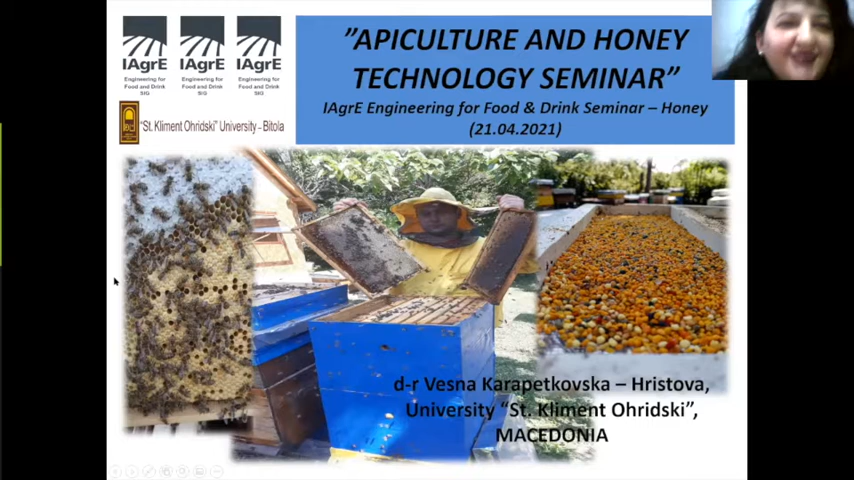 IAgrE
Engineering for
Food and Drink
SIG
IAgrE
Engineering for
Food and Drink
SIG
IAgrE
Engineering for
Food and Drink
SIG
"St. Kliment Ohridski" University - Bitola
"APICULTURE AND HONEY
TECHNOLOGY SEMINAR"
IAgrE Engineering for Food & Drink Seminar – Honey
(21.04.2021)
d-r Vesna Karapetkovska – Hristova,
University "St. Kliment Ohridski",
MACEDONIA